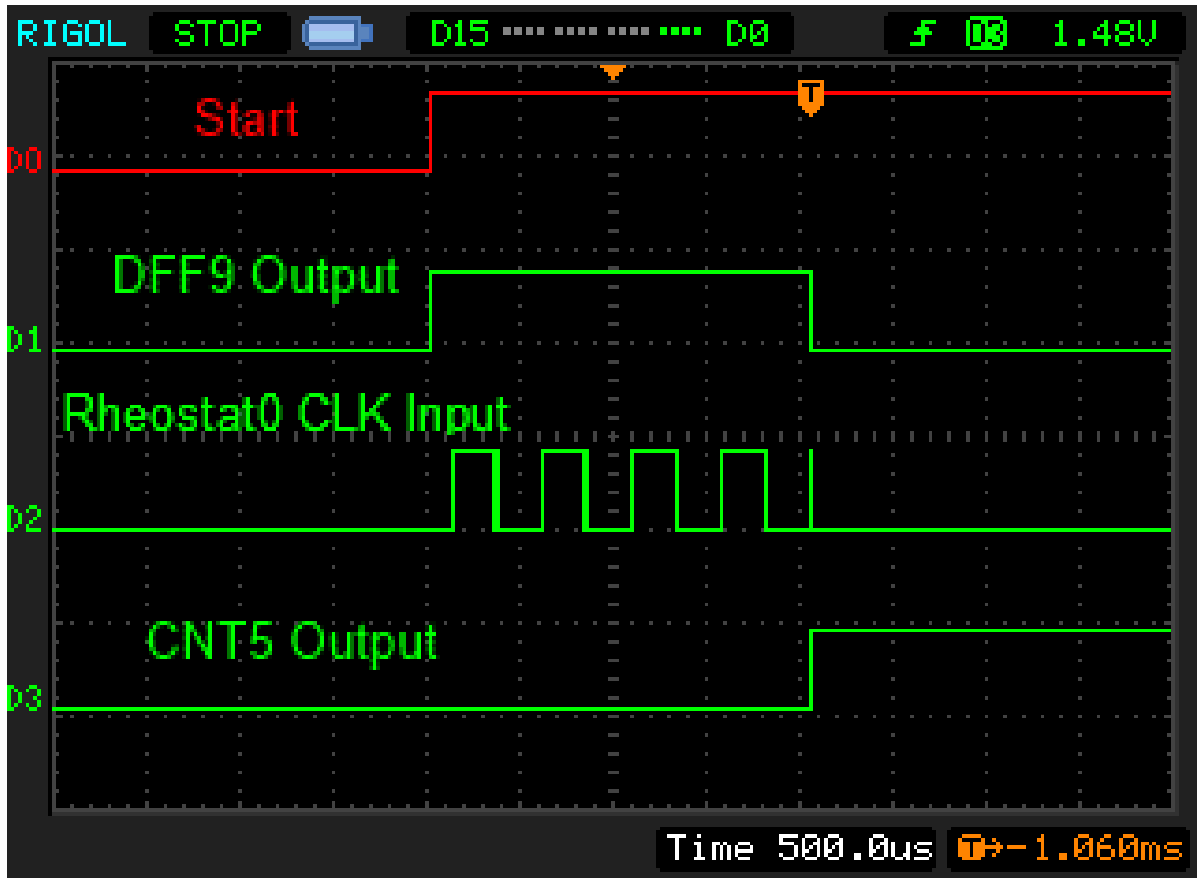 RIGOL STOP D15 D0 D3 1.48V
T
Start
D0
DFF9 Output
D1
Rheostat0 CLK Input
D2
CNT5 Output
D3
Time 500.0us T→-1.060ms